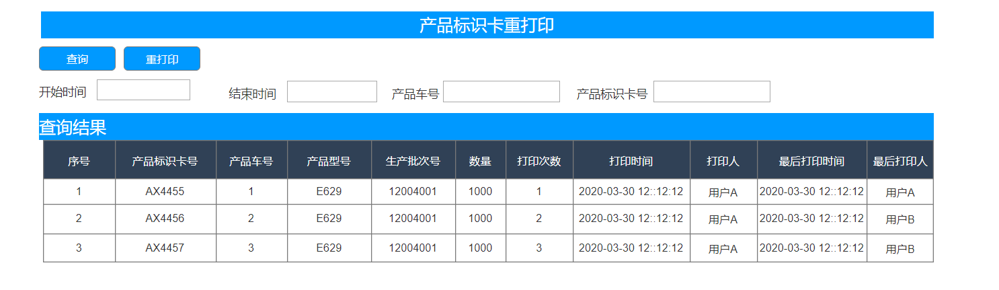 产品标识卡重打印
查询 重打印
开始时间 结束时间 产品车号 产品标识卡号
查询结果
序号 产品标识卡号 产品车号 产品型号 生产批次号 数量 打印次数 打印时间 打印人 最后打印时间 最后打印人
1 AX4455 1 E629 12004001 1000 1 2020-03-30 12::12:12 用户A 2020-03-30 12::12:12 用户A
2 AX4456 2 E629 12004001 1000 2 2020-03-30 12::12:12 用户A 2020-03-30 12::12:12 用户B
3 AX4457 3 E629 12004001 1000 3 2020-03-30 12::12:12 用户A 2020-03-30 12::12:12 用户B